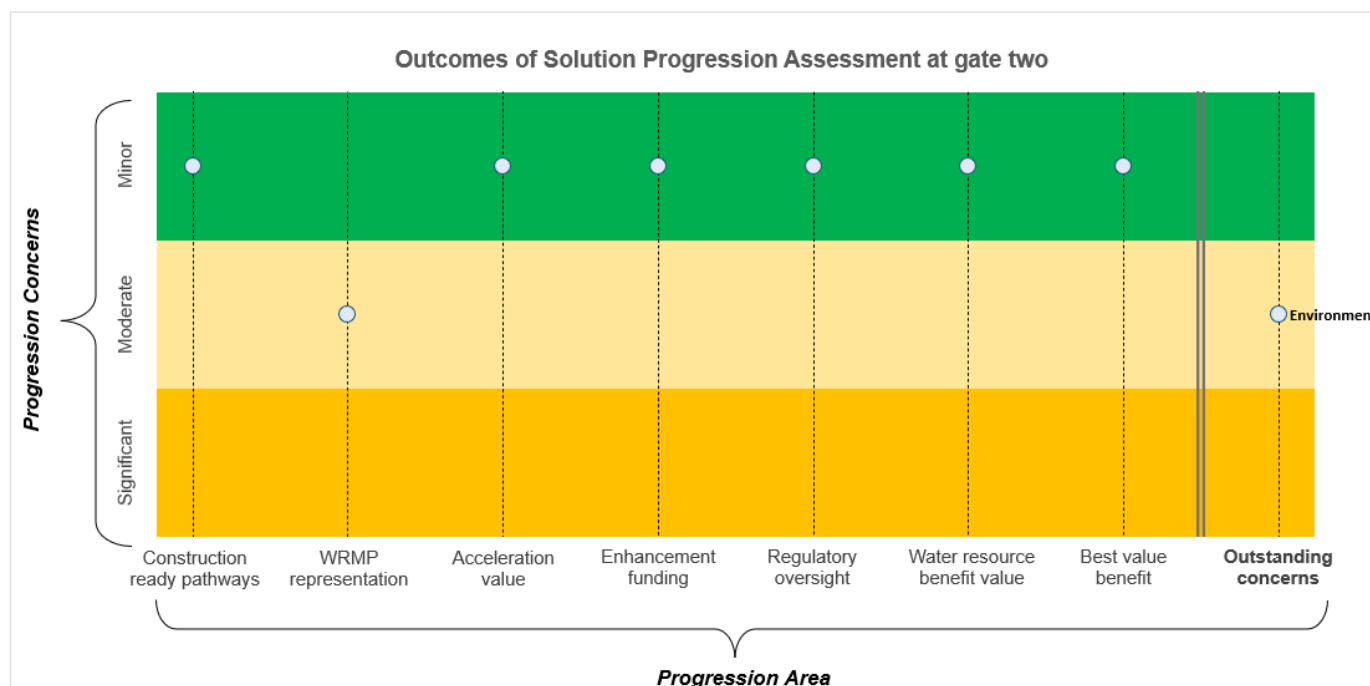 Outcomes of Solution Progression Assessment at gate two
Progression Concerns
Minor
Moderate
Significant
Environmen
Construction
ready pathways
WRMP
representation
Acceleration
value
Enhancement
funding
Regulatory
oversight
Water resource
benefit value
Best value
benefit
Outstanding
concerns
Progression Area